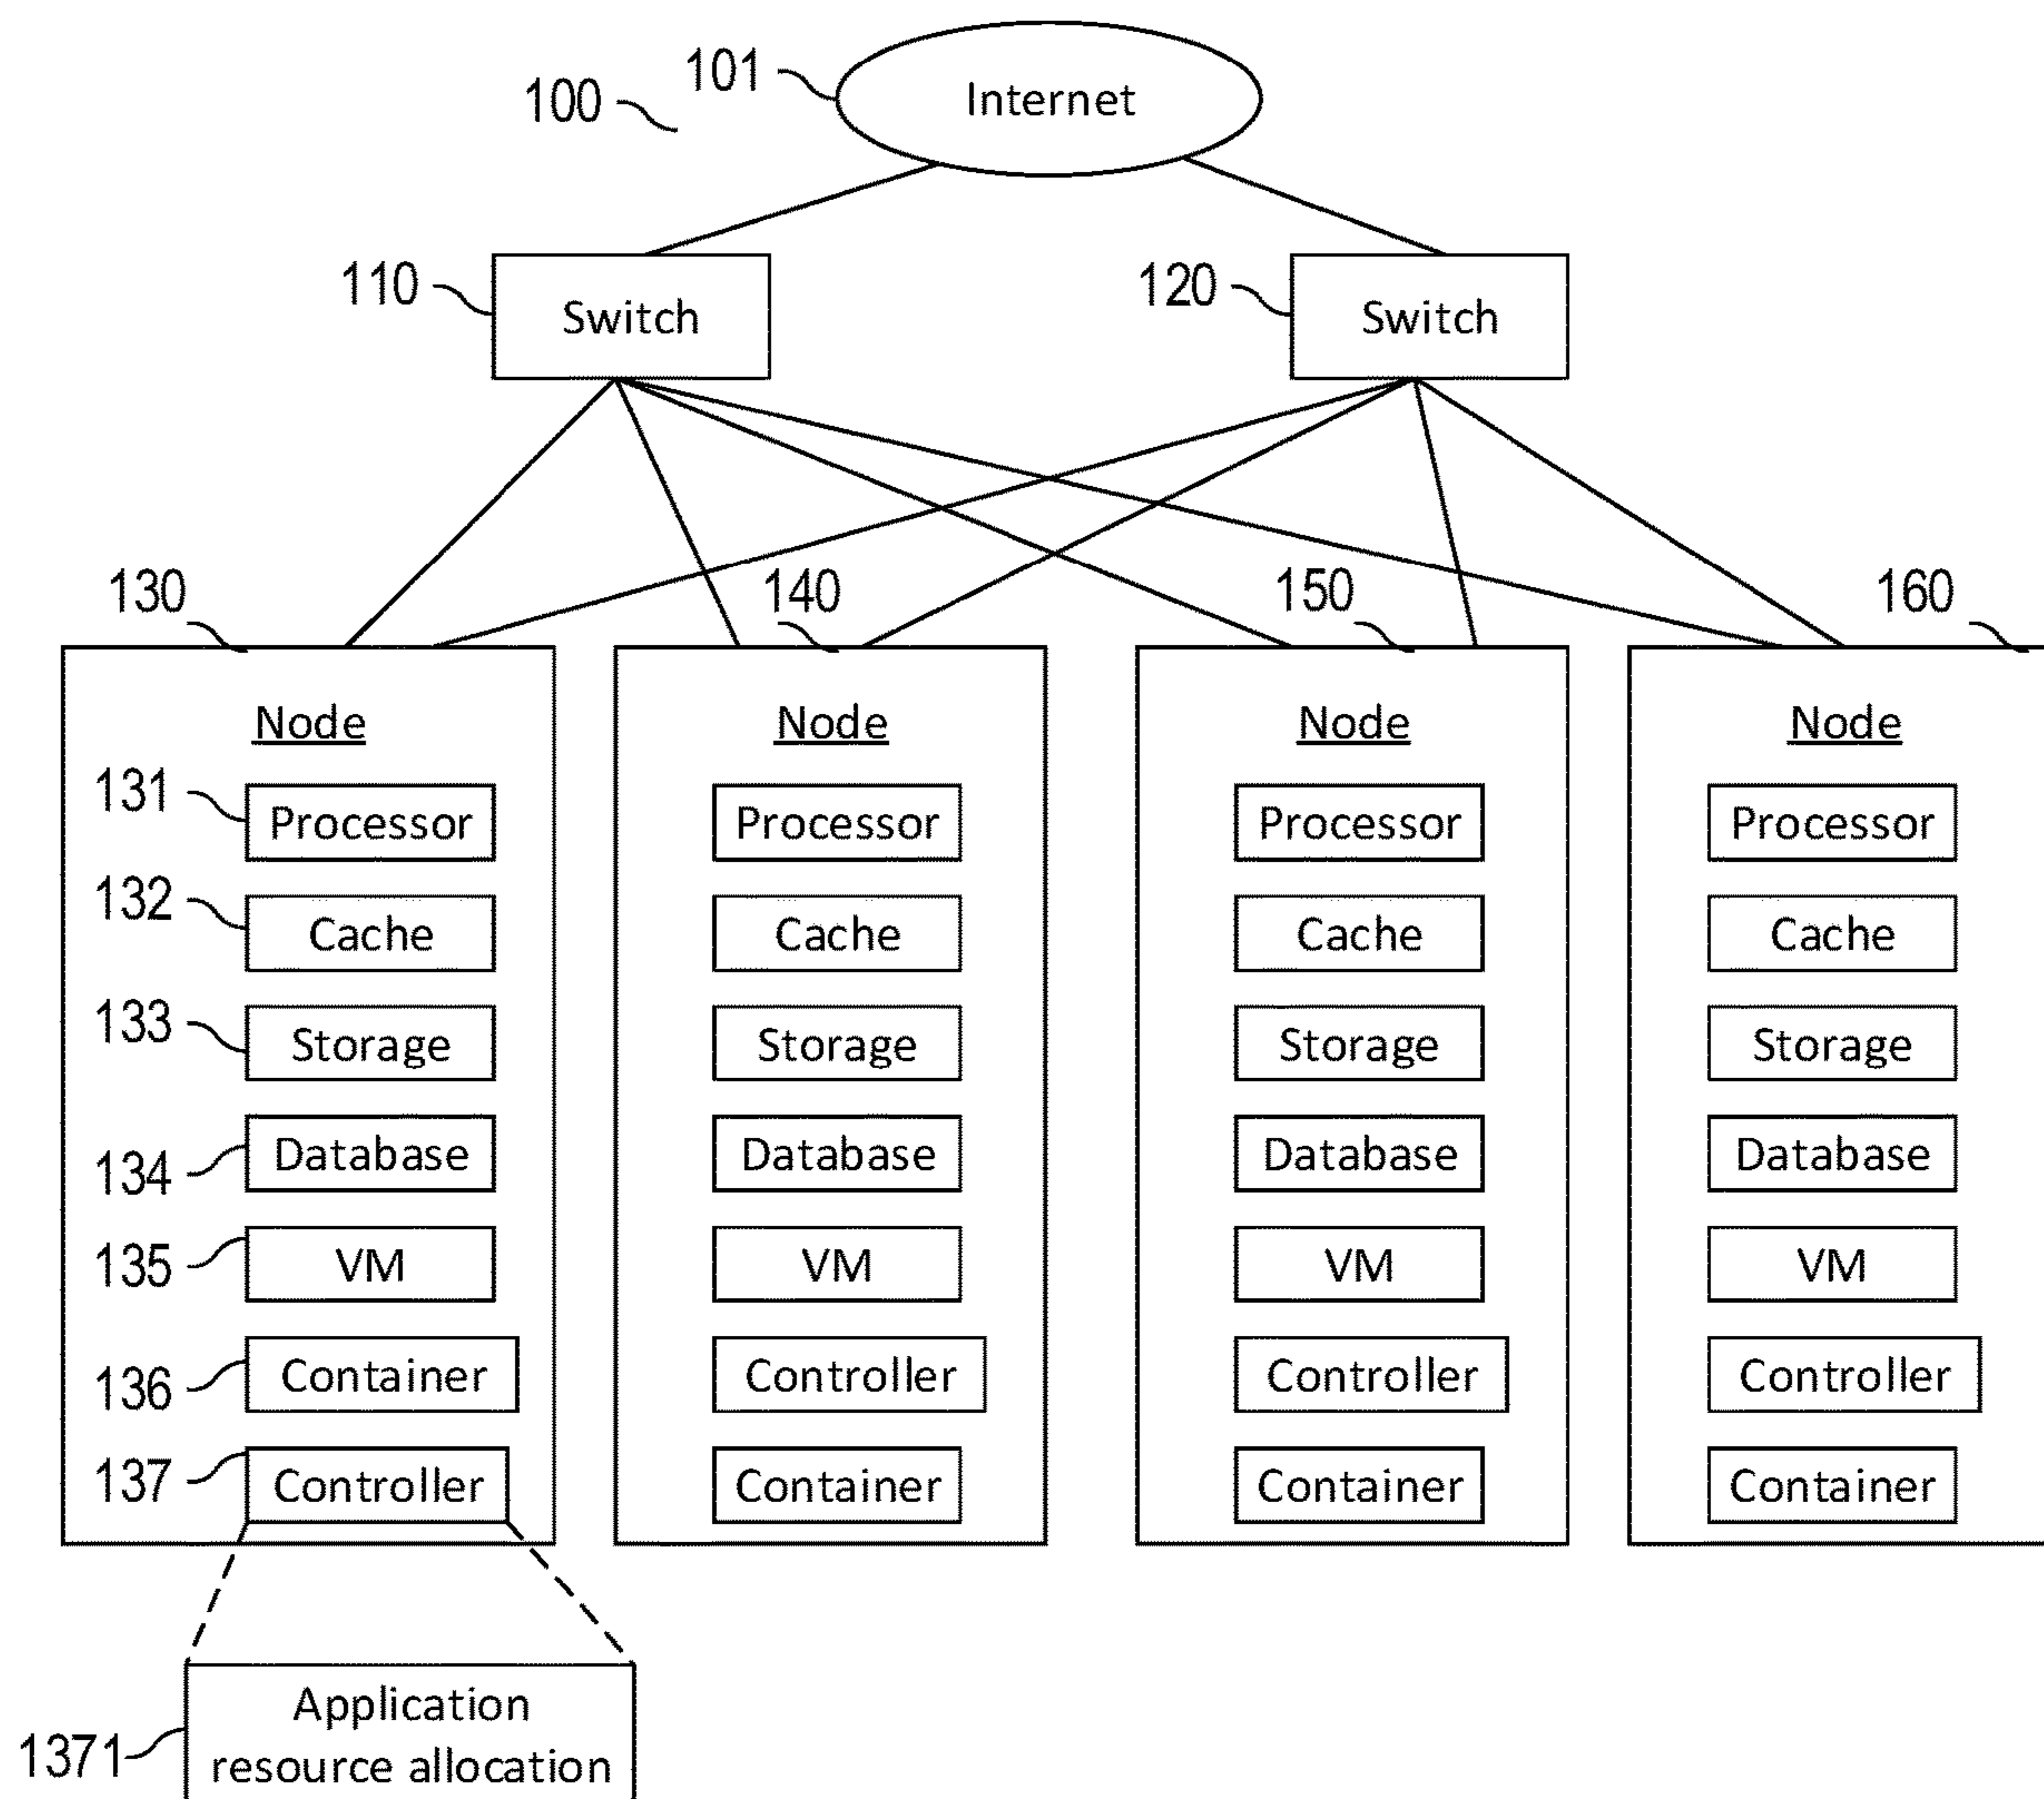 101
Internet
100
110
Switch
120
Switch
130
140
150
160
Node
Node
Node
Node
131
Processor
Processor
Processor
Processor
132
Cache
Cache
Cache
Cache
133
Storage
Storage
Storage
Storage
134
Database
Database
Database
Database
135
VM
VM
VM
VM
136
Container
Controller
Controller
Controller
137
Controller
Container
Container
Container
1371
Application
resource allocation